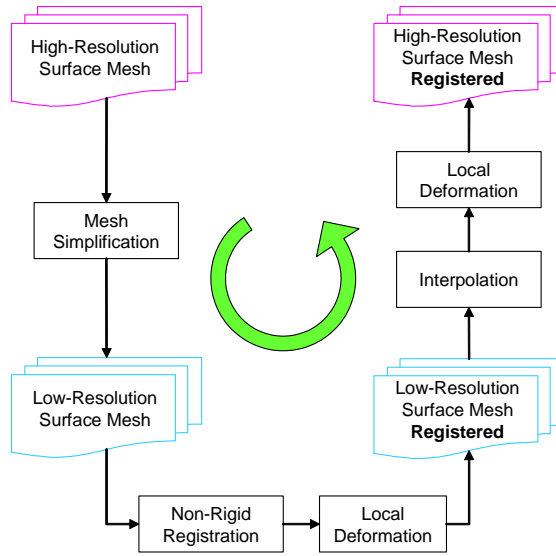 High-Resolution
Surface Mesh
Mesh
Simplification
Low-Resolution
Surface Mesh
Non-Rigid
Registration
Local
Deformation
Low-Resolution
Surface Mesh
Registered
Interpolation
Local
Deformation
High-Resolution
Surface Mesh
Registered